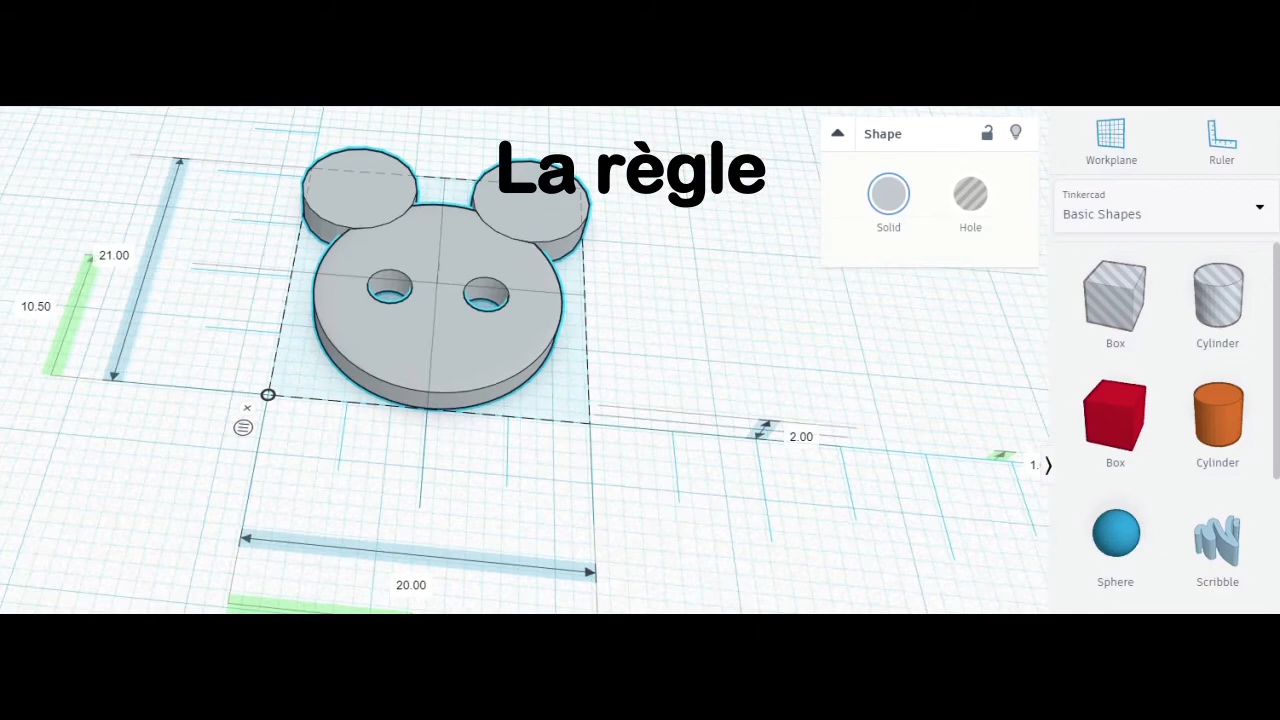 La règle
Shape
Solid
Hole
Workplane
Ruler
Tinkercad
Basic Shapes
Box
Cylinder
Box
Cylinder
Sphere
Scribble
21.00
10.50
2.00
20.00